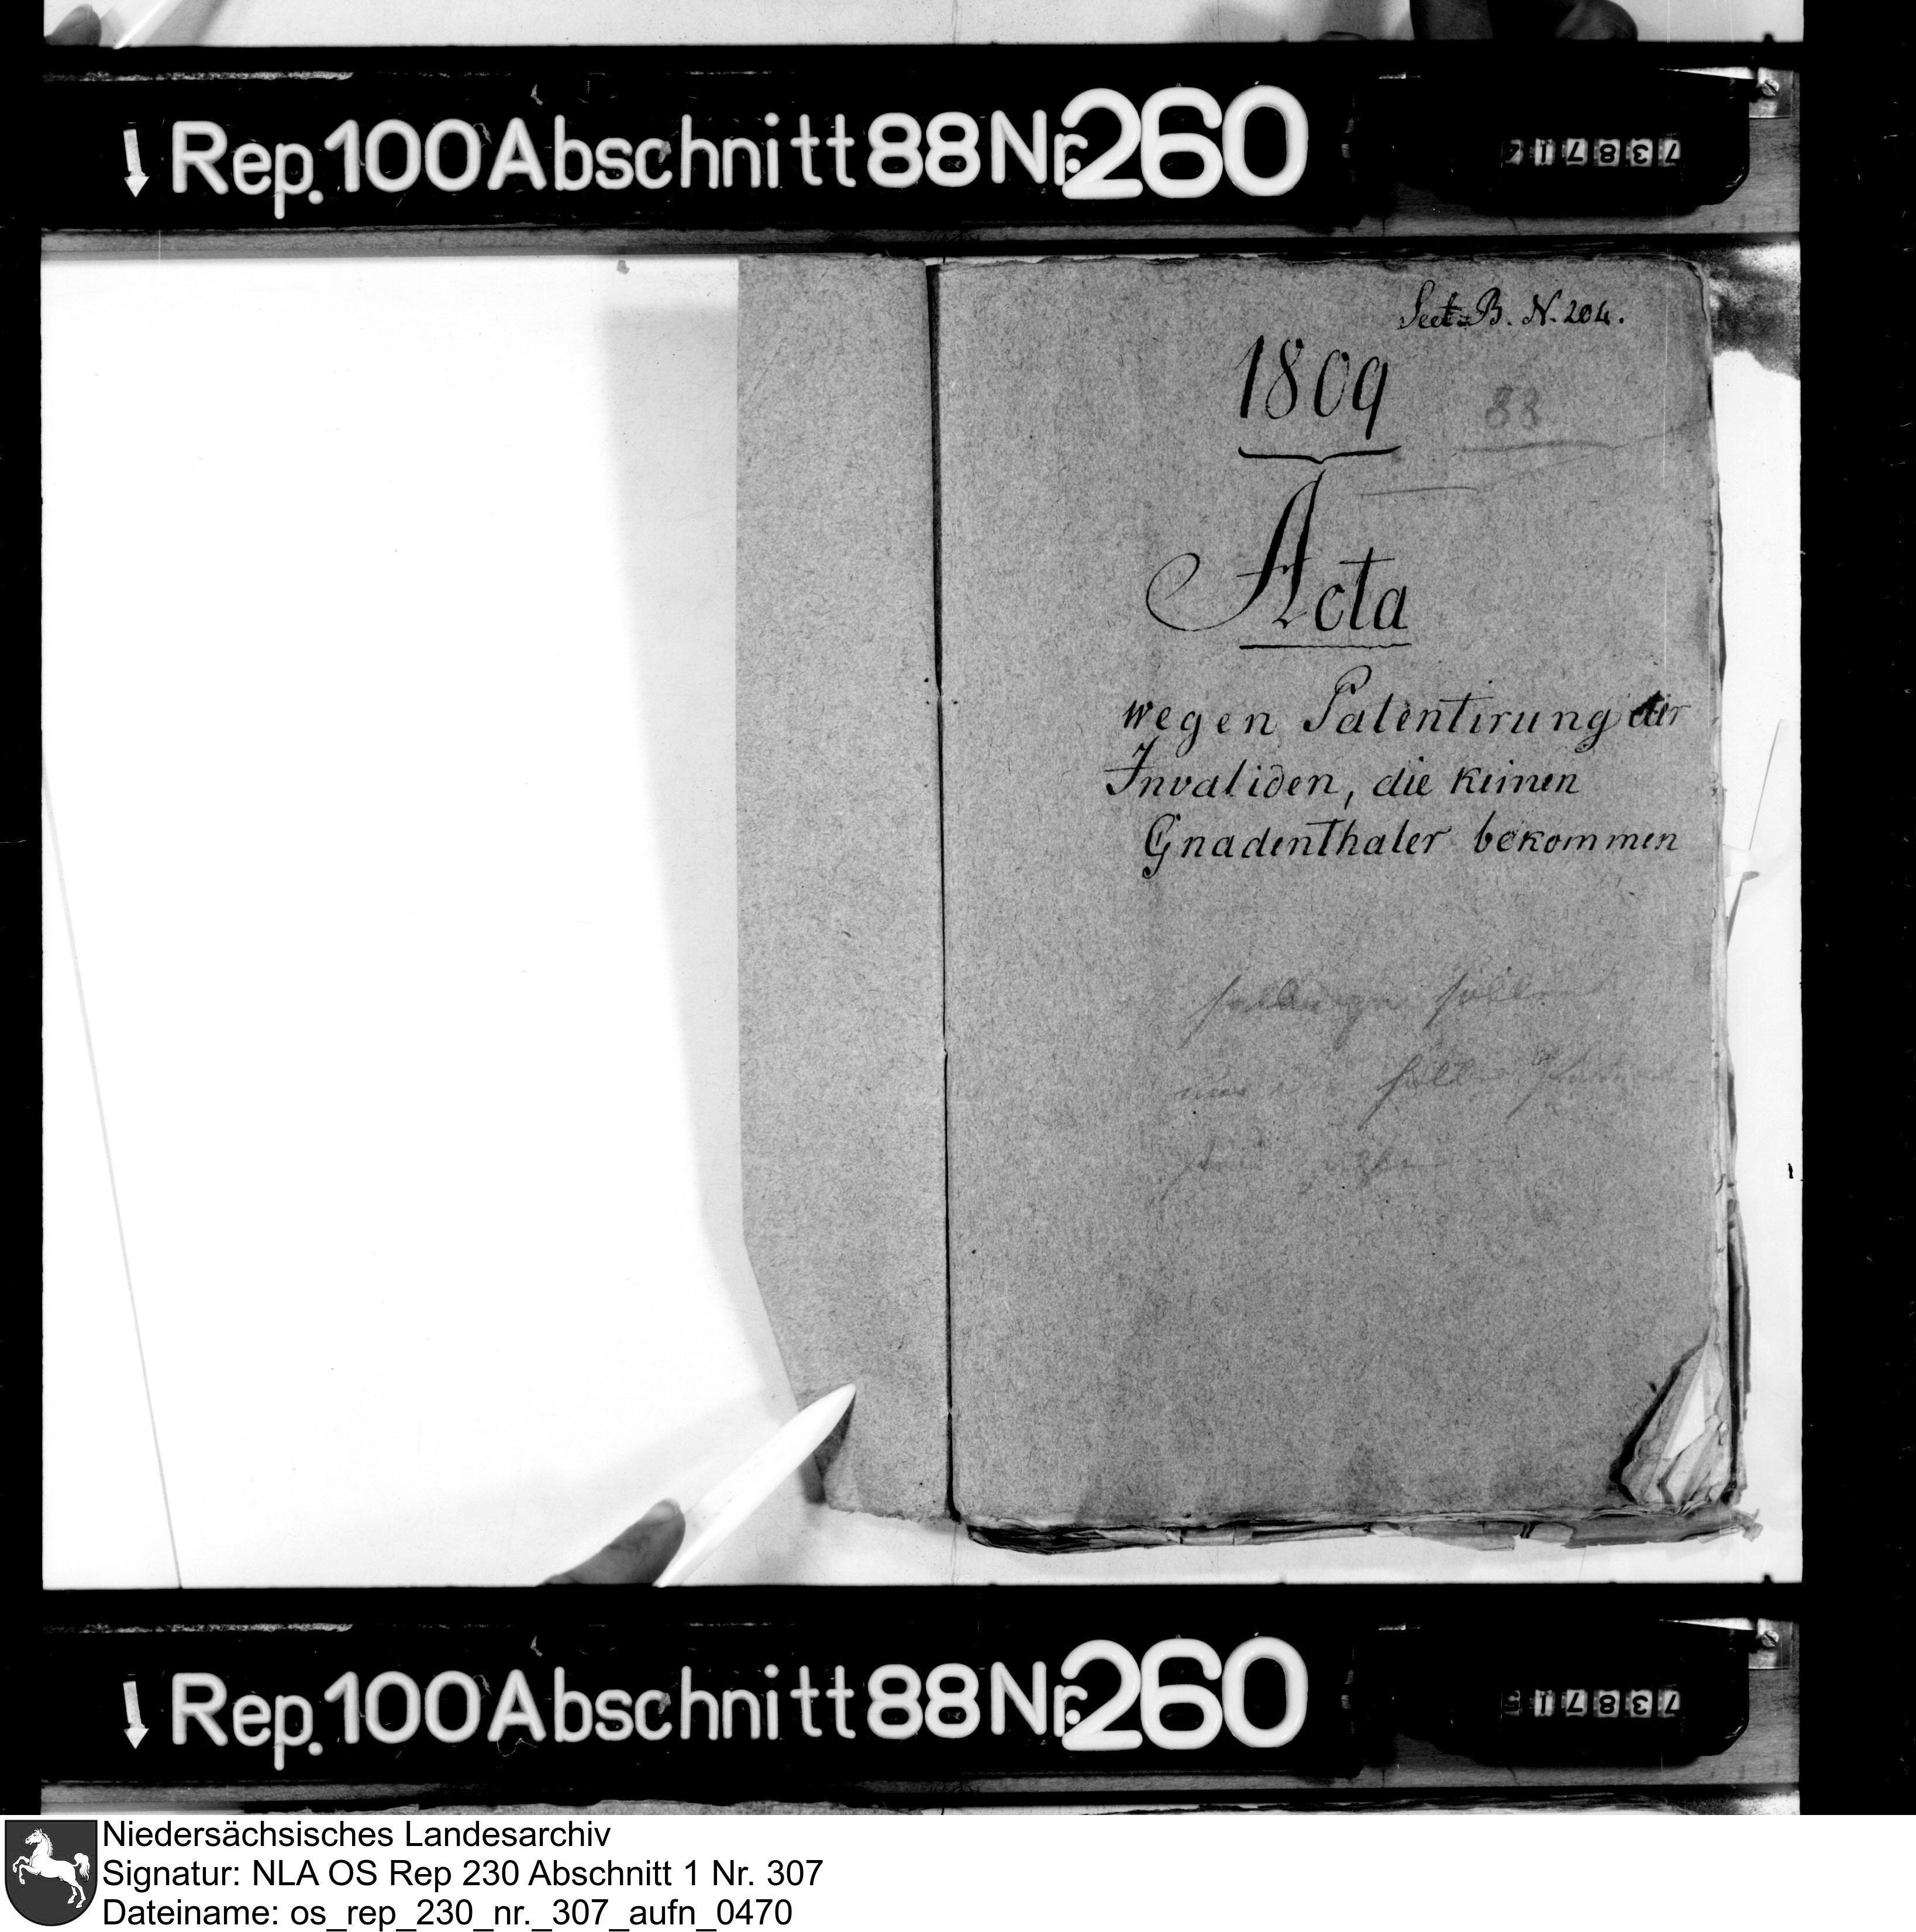 Rep. 100 Abschnitt 88 Nr. 260
Sect. B. N. 204.
1809
88
Acta
wegen Patentirung der
Invaliden, die keinen
Gnadenthaler bekommen
Rep. 100 Abschnitt 88 Nr. 260
Niedersächsisches Landesarchiv
Signatur: NLA OS Rep 230 Abschnitt 1 Nr. 307
Dateiname: os_rep_230_nr._307_aufn_0470